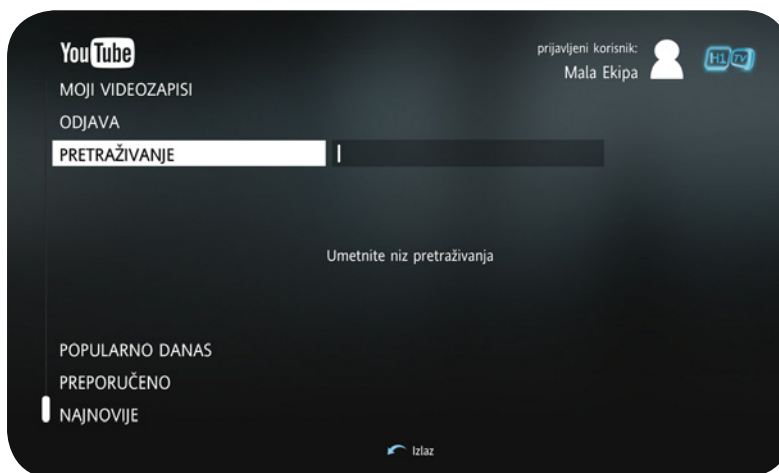 YouTube
prijavljeni korisnik:
Mala Ekipa
H1 TV
MOJI VIDEOZAPISI
ODJAVA
PRETRAŽIVANJE
Umetnite niz pretraživanja
POPULARNO DANAS
PREPORUČENO
NAJNOVIJE
Izlaz